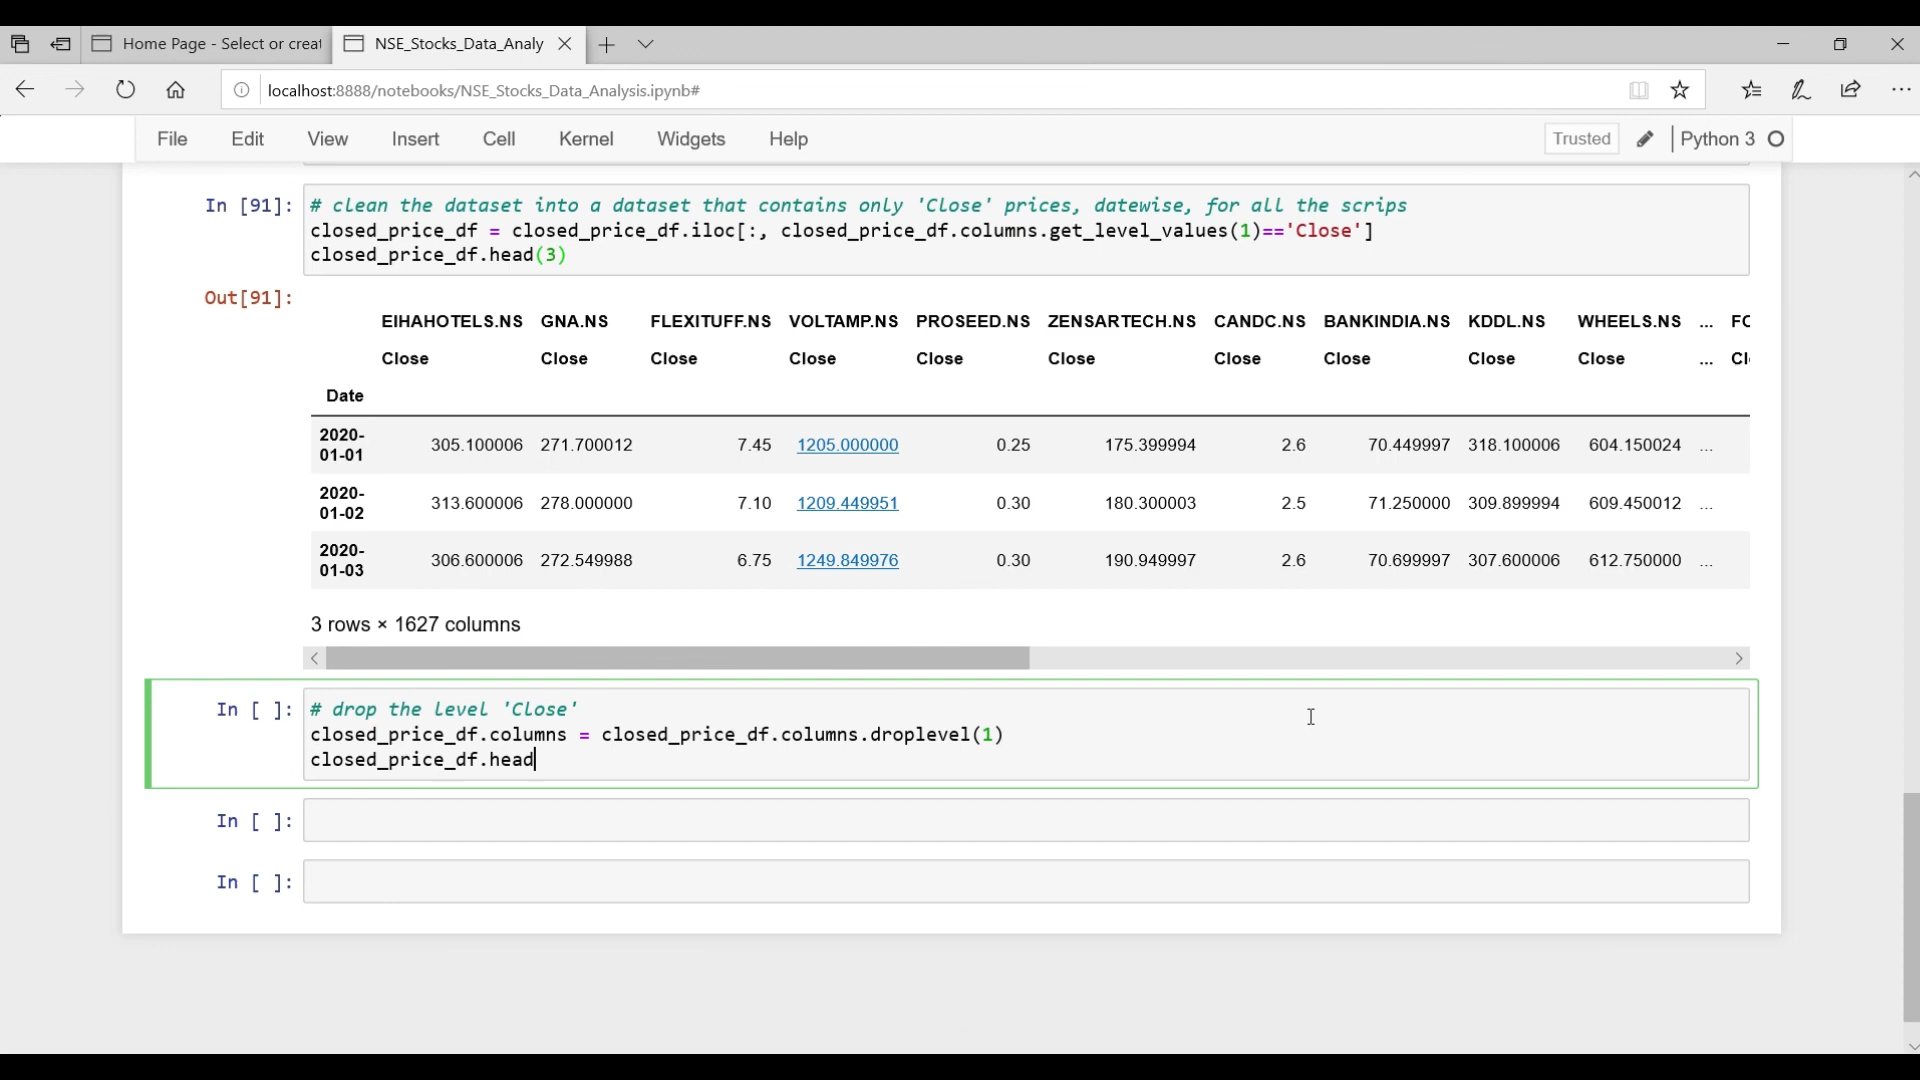 Home Page - Select or creat
NSE_Stocks_Data_Analy
localhost:8888/notebooks/NSE_Stocks_Data_Analysis.ipynb#
File Edit View Insert Cell Kernel Widgets Help Trusted Python 3
In [91]:
# clean the dataset into a dataset that contains only 'Close' prices, datewise, for all the scrips
closed_price_df = closed_price_df.iloc[:, closed_price_df.columns.get_level_values(1)=='Close']
closed_price_df.head(3)
Out[91]:
EIHAHOTELS.NS GNA.NS FLEXITUFF.NS VOLTAMP.NS PROSEED.NS ZENSARTECH.NS CANDC.NS BANKINDIA.NS KDDL.NS WHEELS.NS ... FC
Close Close Close Close Close Close Close Close Close Close ... Cl
Date
2020-01-01 305.100006 271.700012 7.45 1205.000000 0.25 175.399994 2.6 70.449997 318.100006 604.150024 ...
2020-01-02 313.600006 278.000000 7.10 1209.449951 0.30 180.300003 2.5 71.250000 309.899994 609.450012 ...
2020-01-03 306.600006 272.549988 6.75 1249.849976 0.30 190.949997 2.6 70.699997 307.600006 612.750000 ...
3 rows × 1627 columns
In [ ]:
# drop the level 'Close'
closed_price_df.columns = closed_price_df.columns.droplevel(1)
closed_price_df.head
In [ ]:
In [ ]: